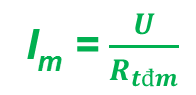 I_m = U / R_tđm